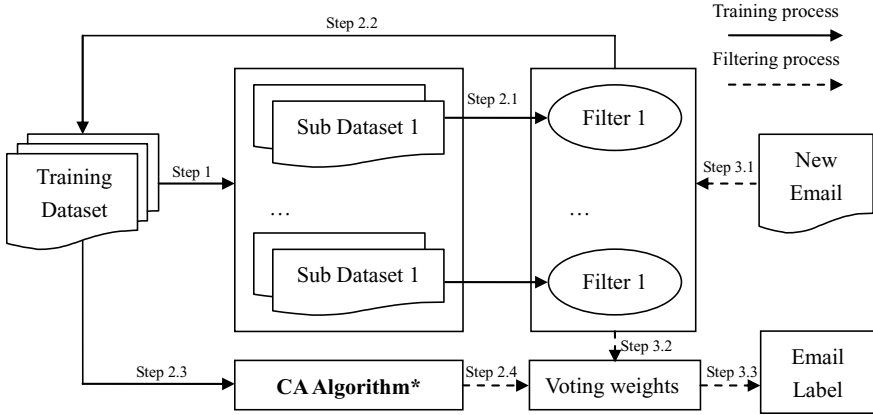 Step 2.2
Training process
Filtering process
Sub Dataset 1
Step 2.1
Filter 1
Training
Dataset
Step 1
Step 3.1
New
Email
...
...
Sub Dataset 1
Filter 1
Step 3.2
Step 2.3
CA Algorithm*
Step 2.4
Voting weights
Step 3.3
Email
Label